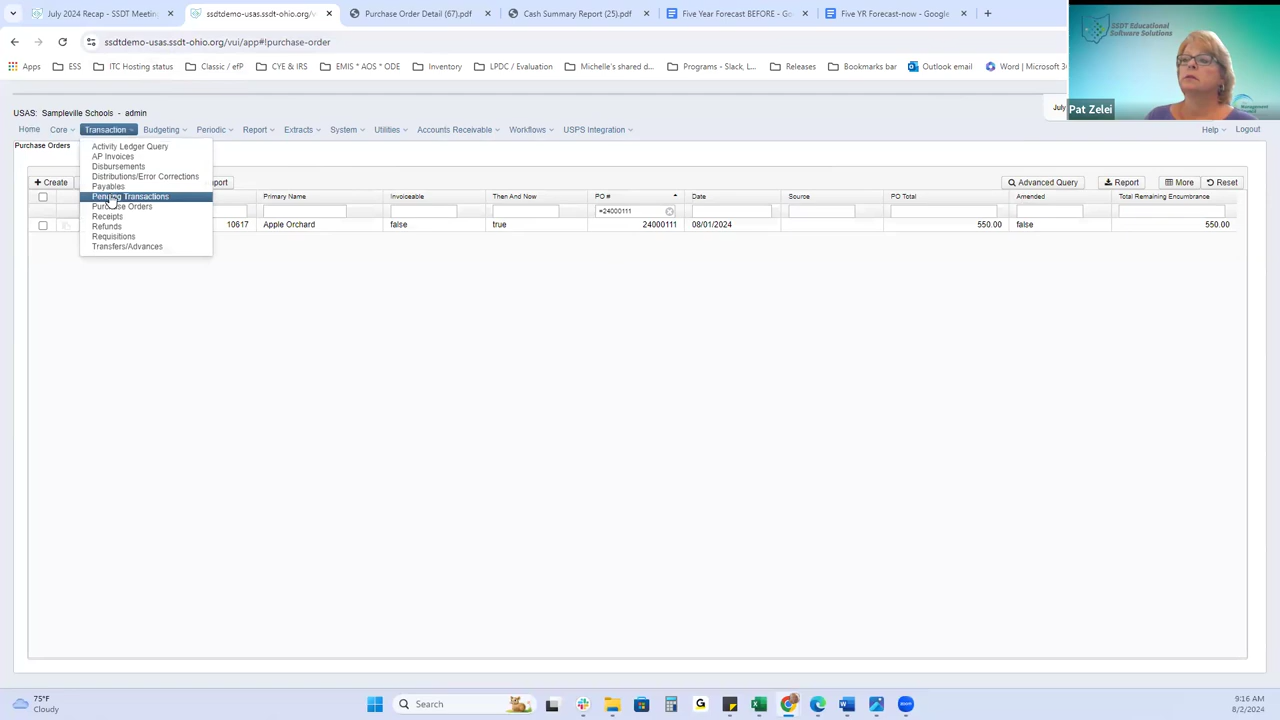 July 2024 Recap - SSDT Meetin
ssdtdemo-usas.ssdt-ohio.org/v
Purchase Order Detail (67).pdf
Cash Summary Report (25).pdf
Five Year Forecast BEFORE - Goo
Five Year Forecast-now - Google
ssdtdemo-usas.ssdt-ohio.org/vui/app#!purchase-order
Apps
ESS
ITC Hosting status
Classic / efP
CYE & IRS
EMIS * AOS * ODE
Inventory
LPDC / Evaluation
Michelle's shared d...
Programs - Slack, L...
Releases
Bookmarks bar
Outlook email
Word | Microsoft 36
SSDT Educational
Software Solutions
Management
Pat Zelei
July
USAS: Sampleville Schools - admin
Home Core Transaction Budgeting Periodic Report Extracts System Utilities Accounts Receivable Workflows USPS Integration Help Logout
Purchase Orders
Activity Ledger Query
AP Invoices
Disbursements
Distributions/Error Corrections
Payables
Pending Transactions
Purchase Orders
Receipts
Refunds
Requisitions
Transfers/Advances
Create
port
Advanced Query
Report
More
Reset
Primary Name Invoiceable Then and Now PO # Date Source PO Total Amended Total Remaining Encumbrance
=24000111
10617 Apple Orchard false true 24000111 08/01/2024 550.00 false 550.00
75°F
Cloudy
Search
9:16 AM
8/2/2024